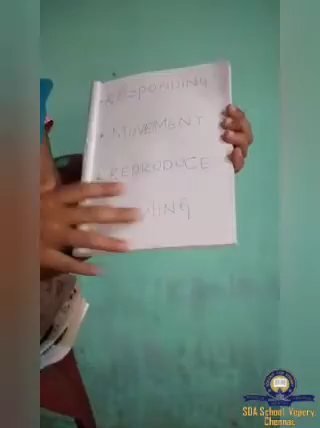 RESPONDING
• MOVEMENT
• REPRODUCE
SDA School, Vepery,
Chennai.